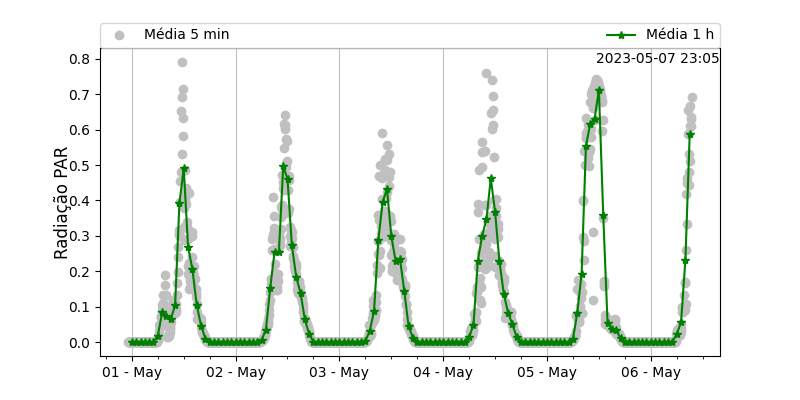 Média 5 min
Média 1 h
2023-05-07 23:05
Radiação PAR
0.8
0.7
0.6
0.5
0.4
0.3
0.2
0.1
0.0
01 - May
02 - May
03 - May
04 - May
05 - May
06 - May